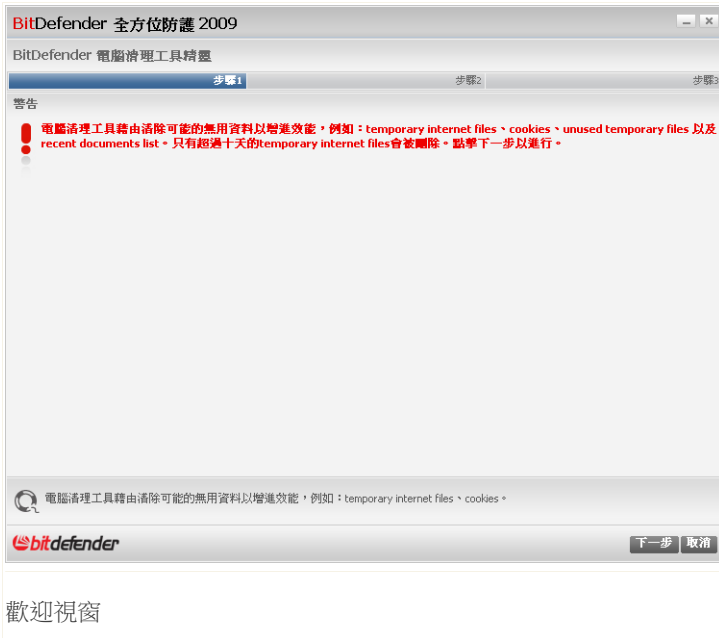 BitDefender 全方位防護 2009
BitDefender 電腦清理工具精靈
步驟1 步驟2 步驟3
警告
電腦清理工具藉由清除可能的無用資料以增進效能，例如：temporary internet files、cookies、unused temporary files 以及
recent documents list。只有超過十天的temporary internet files會被刪除。點擊下一步以進行。
電腦清理工具藉由清除可能的無用資料以增進效能，例如：temporary internet files、cookies。
bitdefender
下一步 取消
歡迎視窗